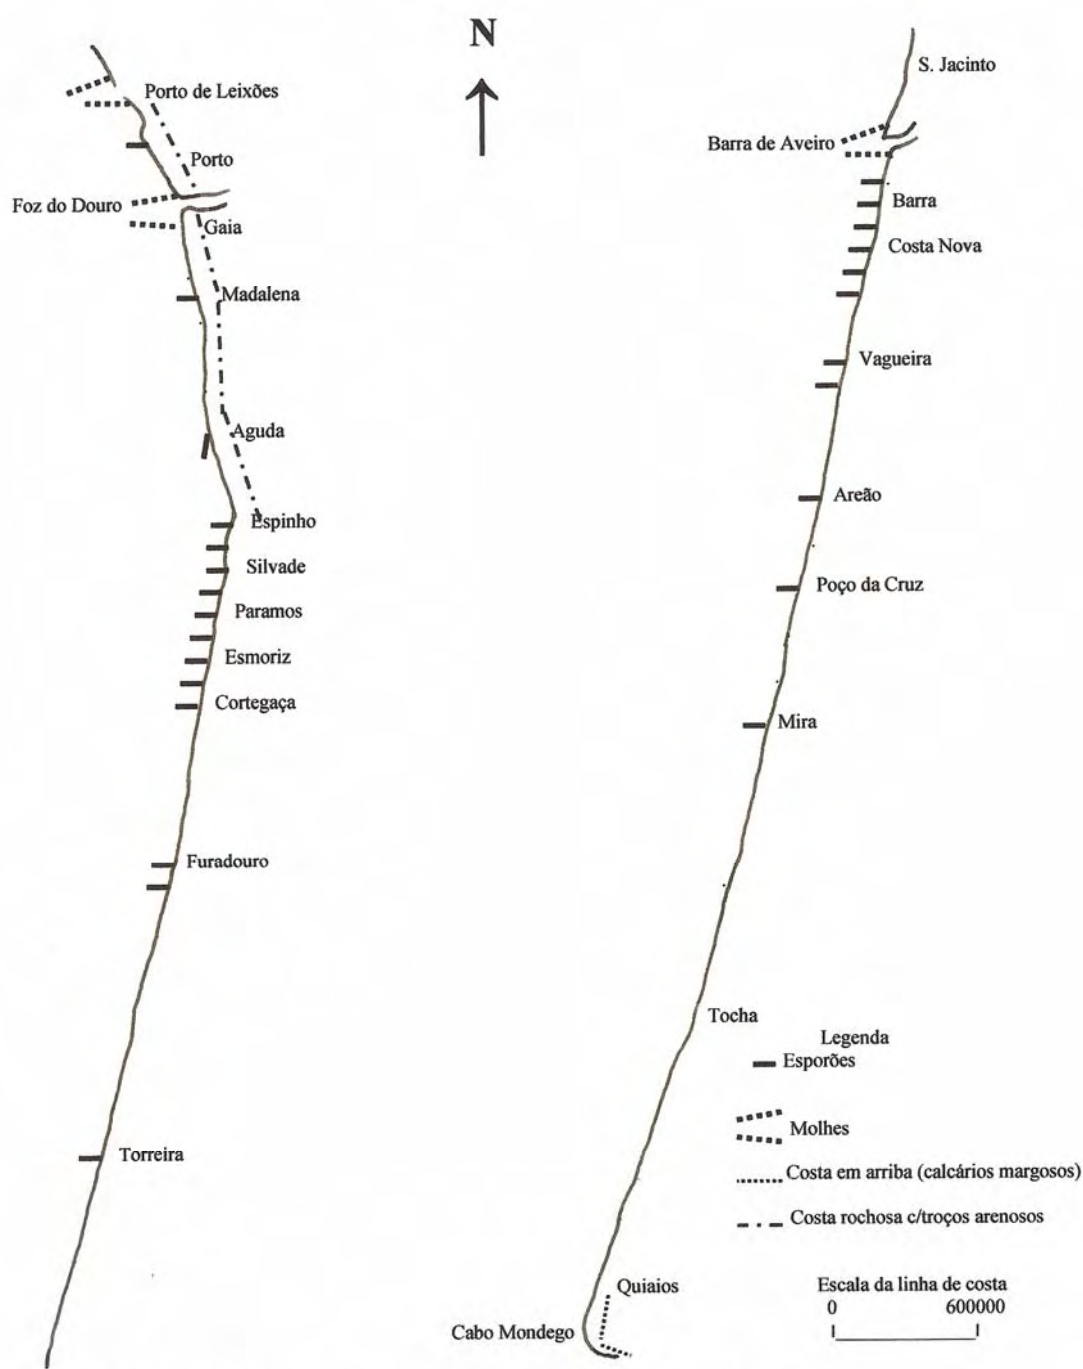 N
Porto de Leixões
Porto
Foz do Douro
Gaia
Madalena
Aguda
Espinho
Silvade
Paramos
Esmoriz
Cortegaça
Furadouro
Torreira
S. Jacinto
Barra de Aveiro
Barra
Costa Nova
Vagueira
Areão
Poço da Cruz
Mira
Tocha
Legenda
Esporões
Molhes
Costa em arriba (calcários margosos)
Costa rochosa c/troços arenosos
Quiaios
Cabo Mondego
Escala da linha de costa
0 600000